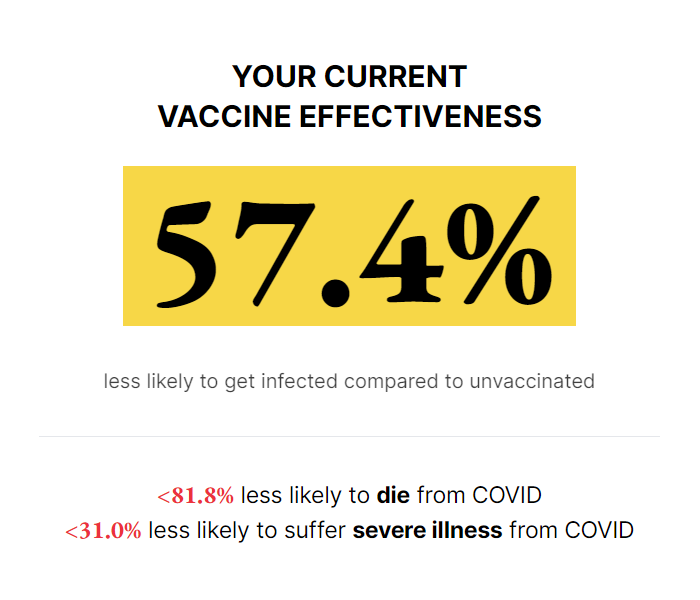 YOUR CURRENT
VACCINE EFFECTIVENESS
57.4%
less likely to get infected compared to unvaccinated
<81.8% less likely to die from COVID
<31.0% less likely to suffer severe illness from COVID